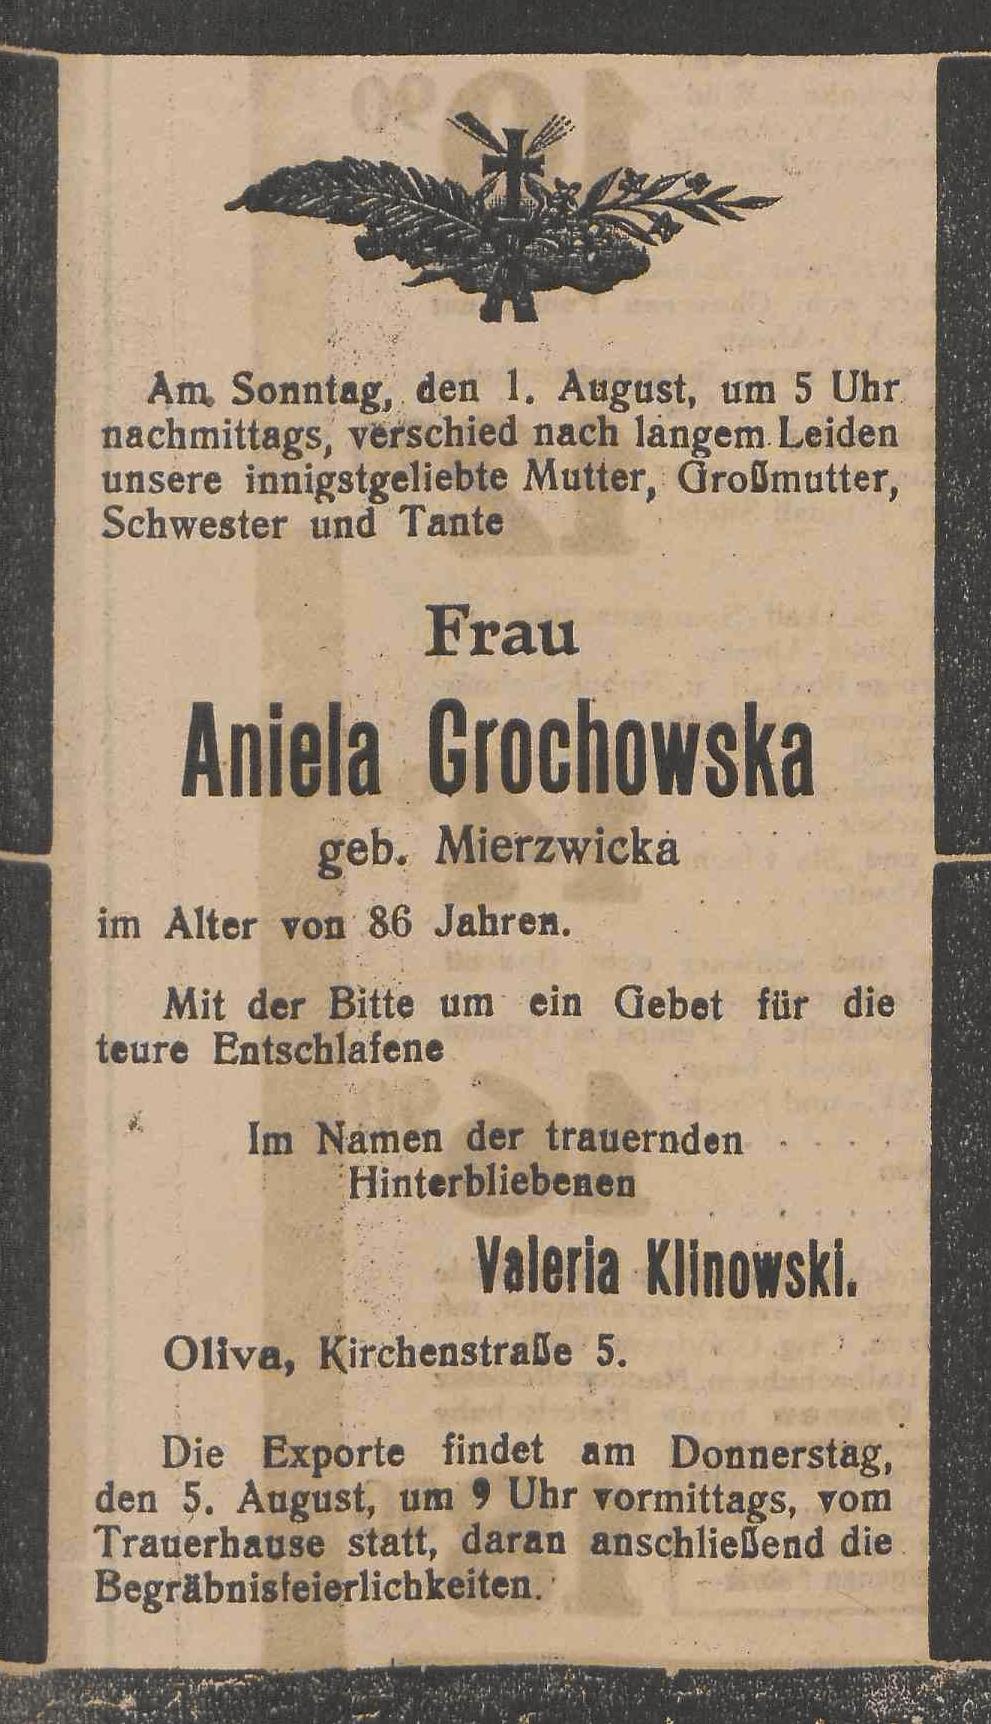 Am Sonntag, den 1. August, um 5 Uhr
nachmittags, verschied nach langem Leiden
unsere innigstgeliebte Mutter, Großmutter,
Schwester und Tante
Frau
Aniela Grochowska
geb. Mierzwicka
im Alter von 86 Jahren.
Mit der Bitte um ein Gebet für die
teure Entschlafene
Im Namen der trauernden
Hinterbliebenen
Valeria Klinowski.
Oliva, Kirchenstraße 5.
Die Exporte findet am Donnerstag,
den 5. August, um 9 Uhr vormittags, vom
Trauerhause statt, daran anschließend die
Begräbnisfeierlichkeiten.